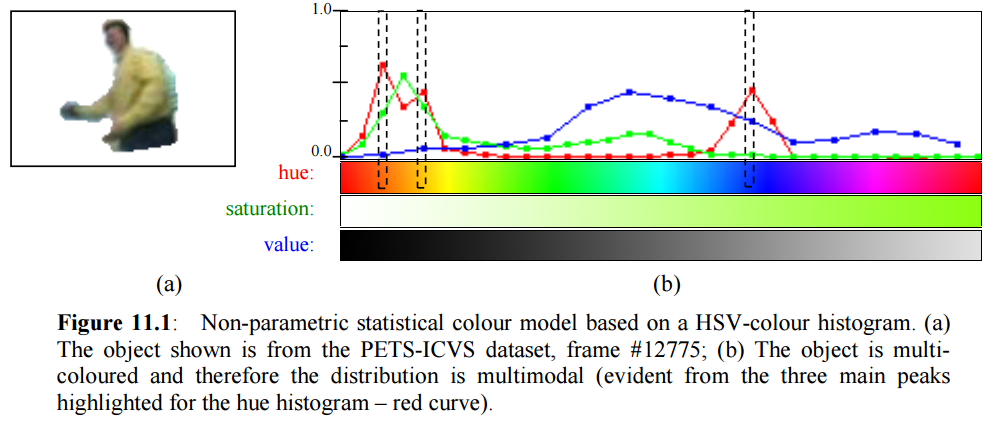 1.0
0.0
hue:
saturation:
value:
(a)
(b)
Figure 11.1: Non-parametric statistical colour model based on a HSV-colour histogram. (a)
The object shown is from the PETS-ICVS dataset, frame #12775; (b) The object is multi-
coloured and therefore the distribution is multimodal (evident from the three main peaks
highlighted for the hue histogram – red curve).